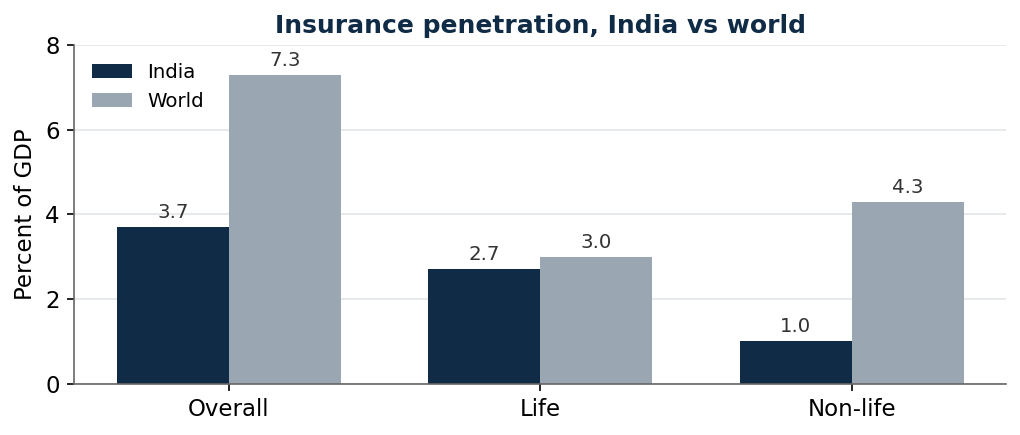 Insurance penetration, India vs world
Percent of GDP
8
6
4
2
0
India
World
3.7
7.3
2.7
3.0
1.0
4.3
Overall
Life
Non-life